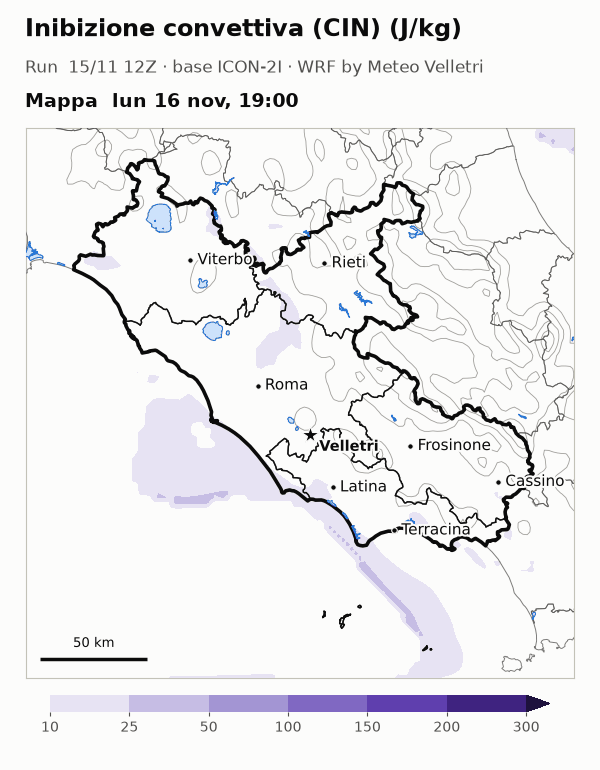 Inibizione convettiva (CIN) (J/kg)
Run  15/11 12Z · base ICON-2I · WRF by Meteo Velletri
Mappa  lun 16 nov, 19:00
Viterbo
Rieti
Roma
Velletri
Frosinone
Cassino
Latina
Terracina
50 km
10 25 50 100 150 200 300